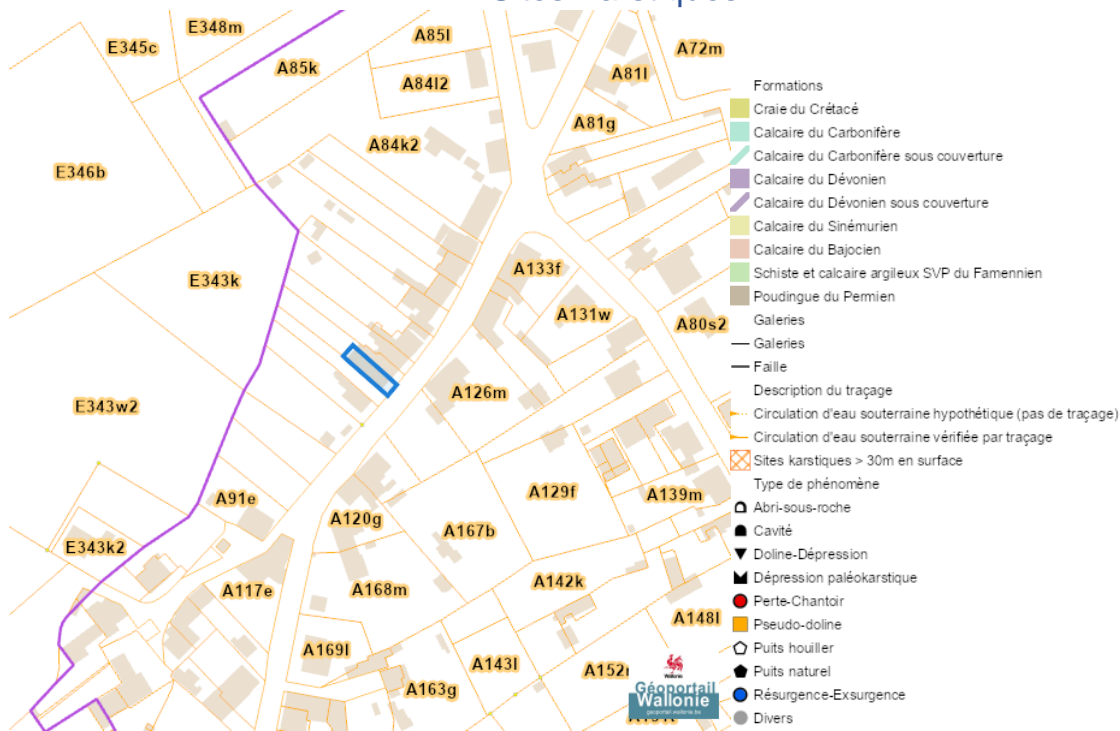 E348m
A85l
E345c
A72m
A85k
A81l
A84l2
A81g
A84k2
E346b
A133f
E343k
A131w
A80s2
A126m
E343w2
A129f
A139m
A91e
A120g
A167b
E343k2
A142k
A117e
A168m
A148l
A169l
A143l
A152
A163g
Wallonie
Géoportail
Wallonie
geoportail.wallonie.be
Formations
Craie du Crétacé
Calcaire du Carbonifère
Calcaire du Carbonifère sous couverture
Calcaire du Dévonien
Calcaire du Dévonien sous couverture
Calcaire du Sinémurien
Calcaire du Bajocien
Schiste et calcaire argileux SVP du Famennien
Poudingue du Permien
Galeries
Galeries
Faille
Description du traçage
Circulation d'eau souterraine hypothétique (pas de traçage)
Circulation d'eau souterraine vérifiée par traçage
Sites karstiques > 30m en surface
Type de phénomène
Abri-sous-roche
Cavité
Doline-Dépression
Dépression paléokarstique
Perte-Chantoir
Pseudo-doline
Puits houiller
Puits naturel
Résurgence-Exsurgence
Divers